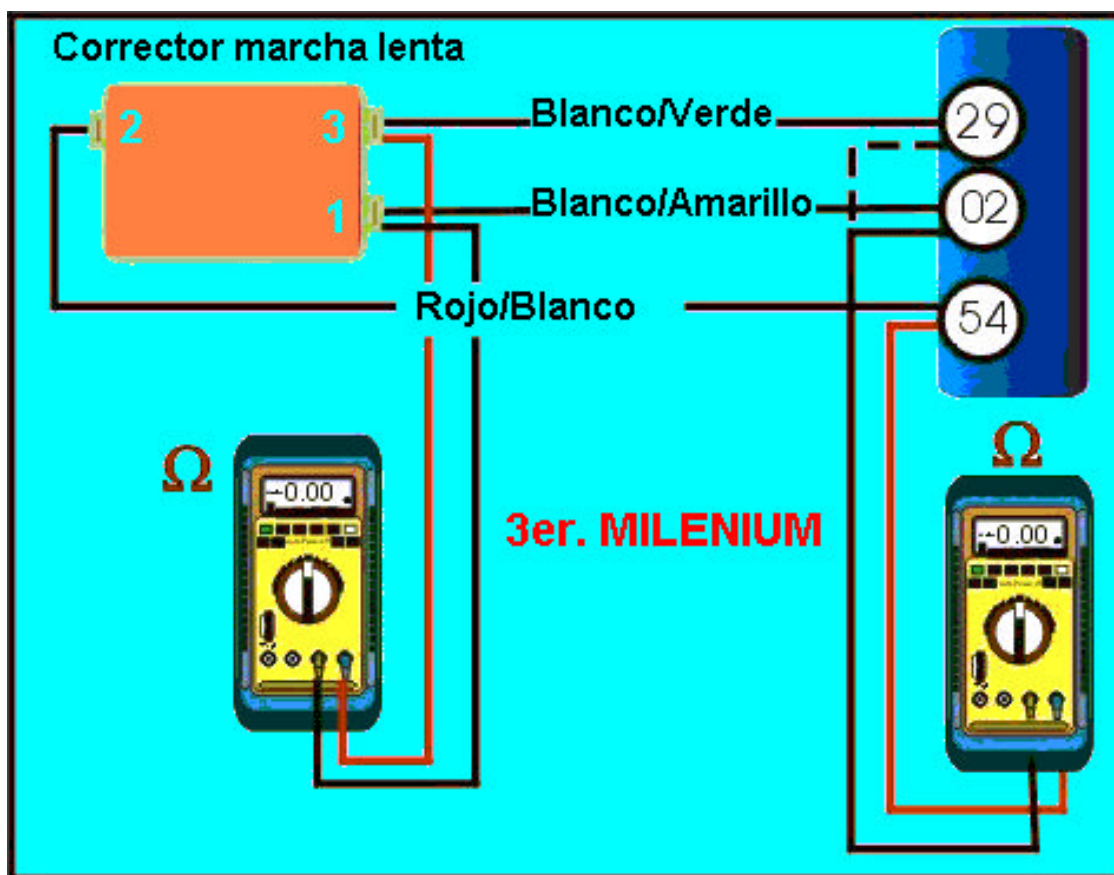 Corrector marcha lenta
2
3
Blanco/Verde
29
1
Blanco/Amarillo
02
Rojo/Blanco
54
Ω
Ω
0.00
3er. MILENIUM
0.00